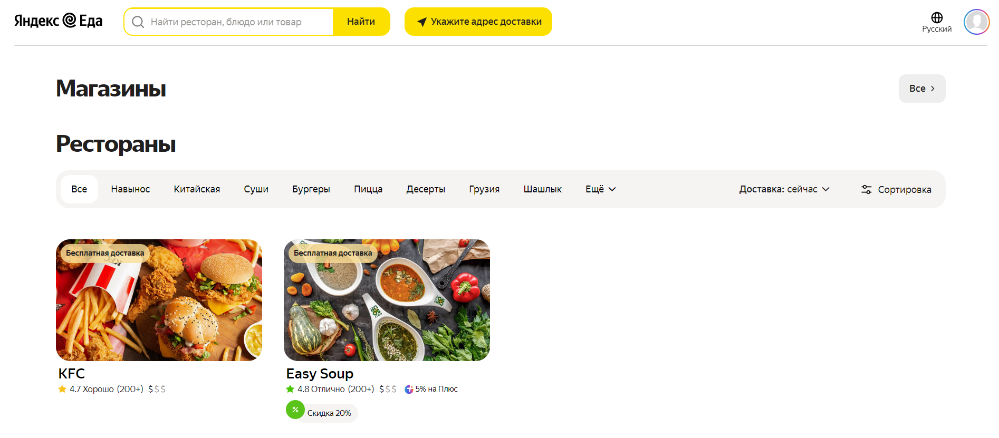 Яндекс Еда
Найти ресторан, блюдо или товар
Найти
Укажите адрес доставки
Русский
Магазины
Все
Рестораны
Все
Навынос
Китайская
Суши
Бургеры
Пицца
Десерты
Грузия
Шашлык
Ещё
Доставка: сейчас
Сортировка
Бесплатная доставка
KFC
KFC
4.7 Хорошо (200+) $$$
Бесплатная доставка
Easy Soup
4.8 Отлично (200+) $$$ 5% на Плюс
% Скидка 20%